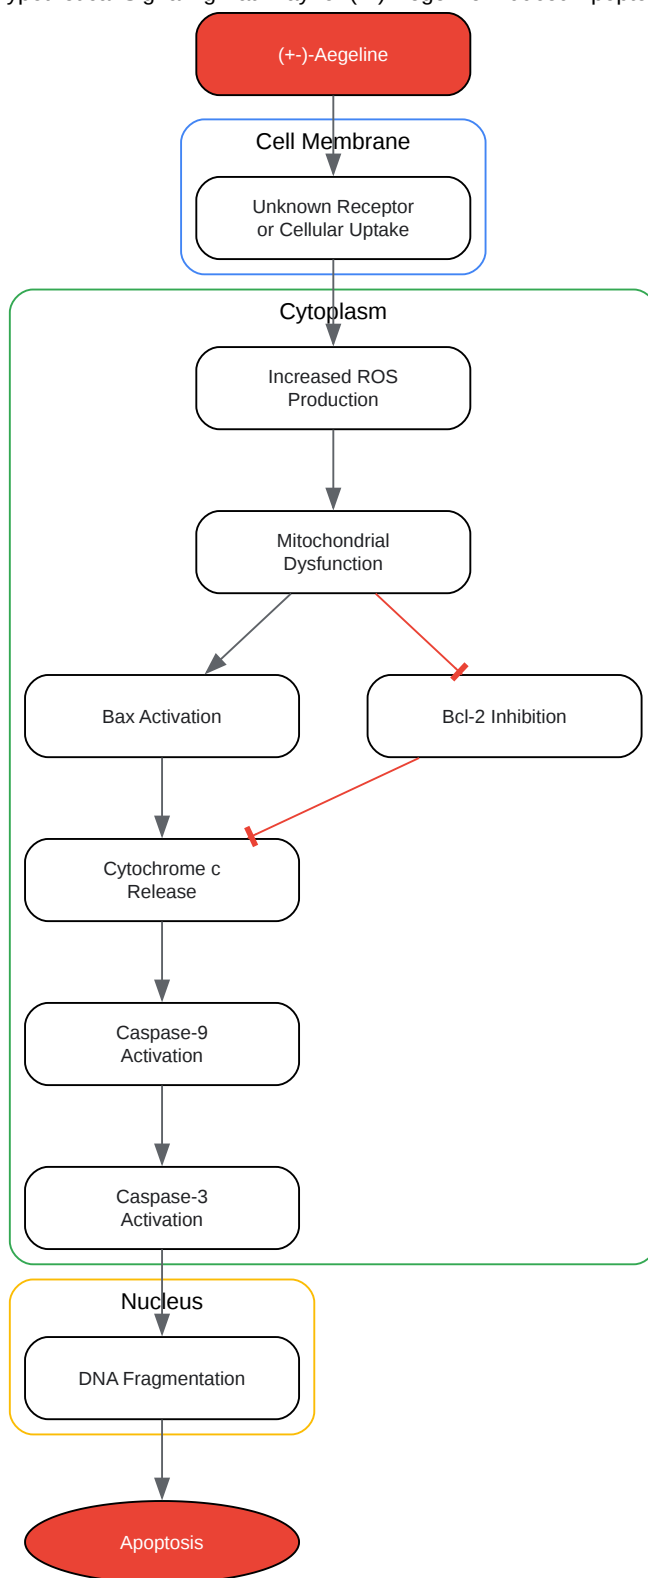 (+-)-Aegeline
Cell Membrane
Unknown Receptor
or Cellular Uptake
Cytoplasm
Increased ROS
Production
Mitochondrial
Dysfunction
Bax Activation
Bcl-2 Inhibition
Cytochrome c
Release
Caspase-9
Activation
Caspase-3
Activation
Nucleus
DNA Fragmentation
Apoptosis